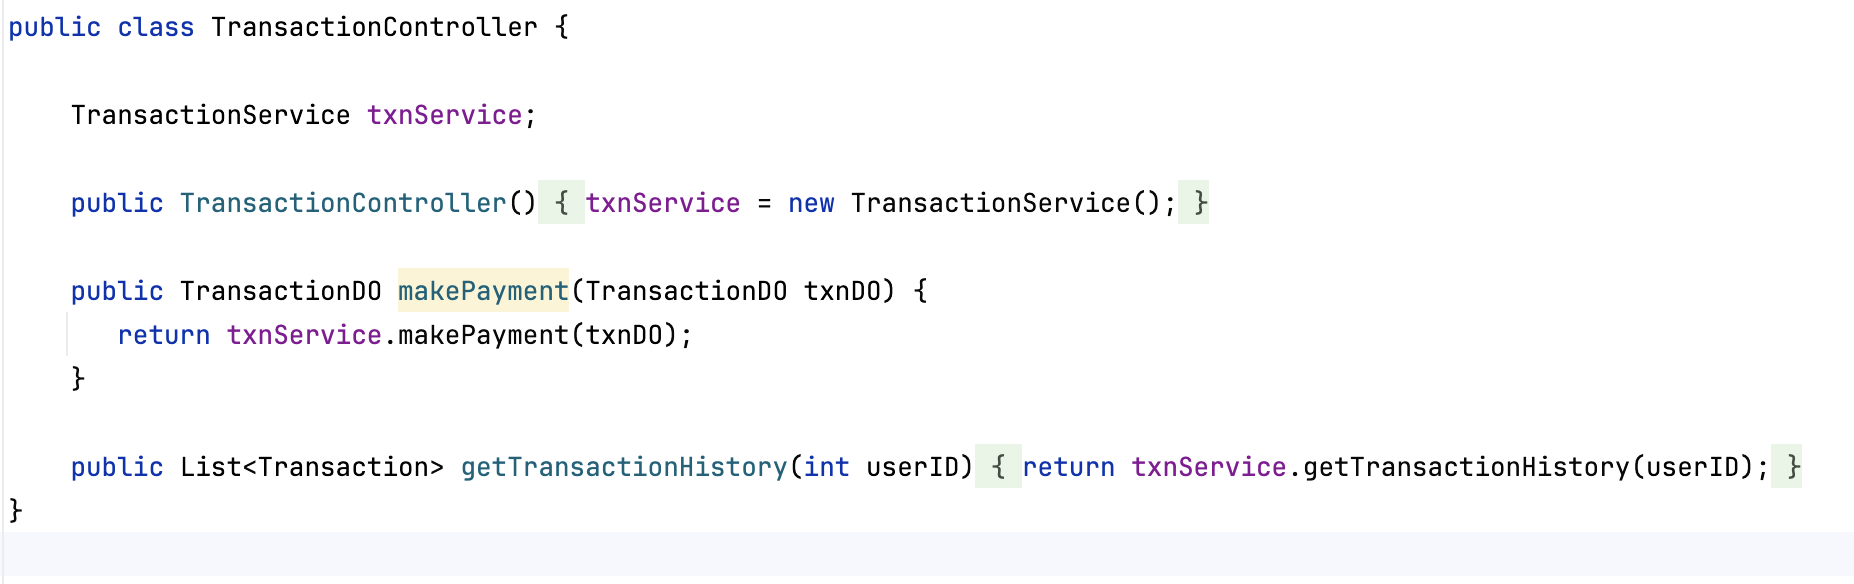 public class TransactionController {
TransactionService txnService;
public TransactionController() { txnService = new TransactionService(); }
public TransactionDO makePayment(TransactionDO txnDO) {
return txnService.makePayment(txnDO);
}
public List<Transaction> getTransactionHistory(int userID) { return txnService.getTransactionHistory(userID); }
}